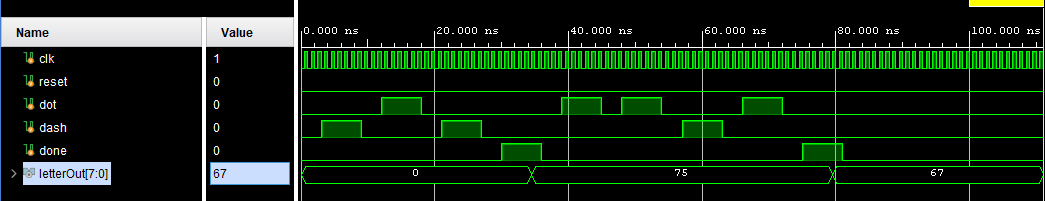 Name Value 0.000 ns 20.000 ns 40.000 ns 60.000 ns 80.000 ns 100.000 ns
clk 1
reset 0
dot 0
dash 0
done 0
letterOut[7:0] 67 0 75 67